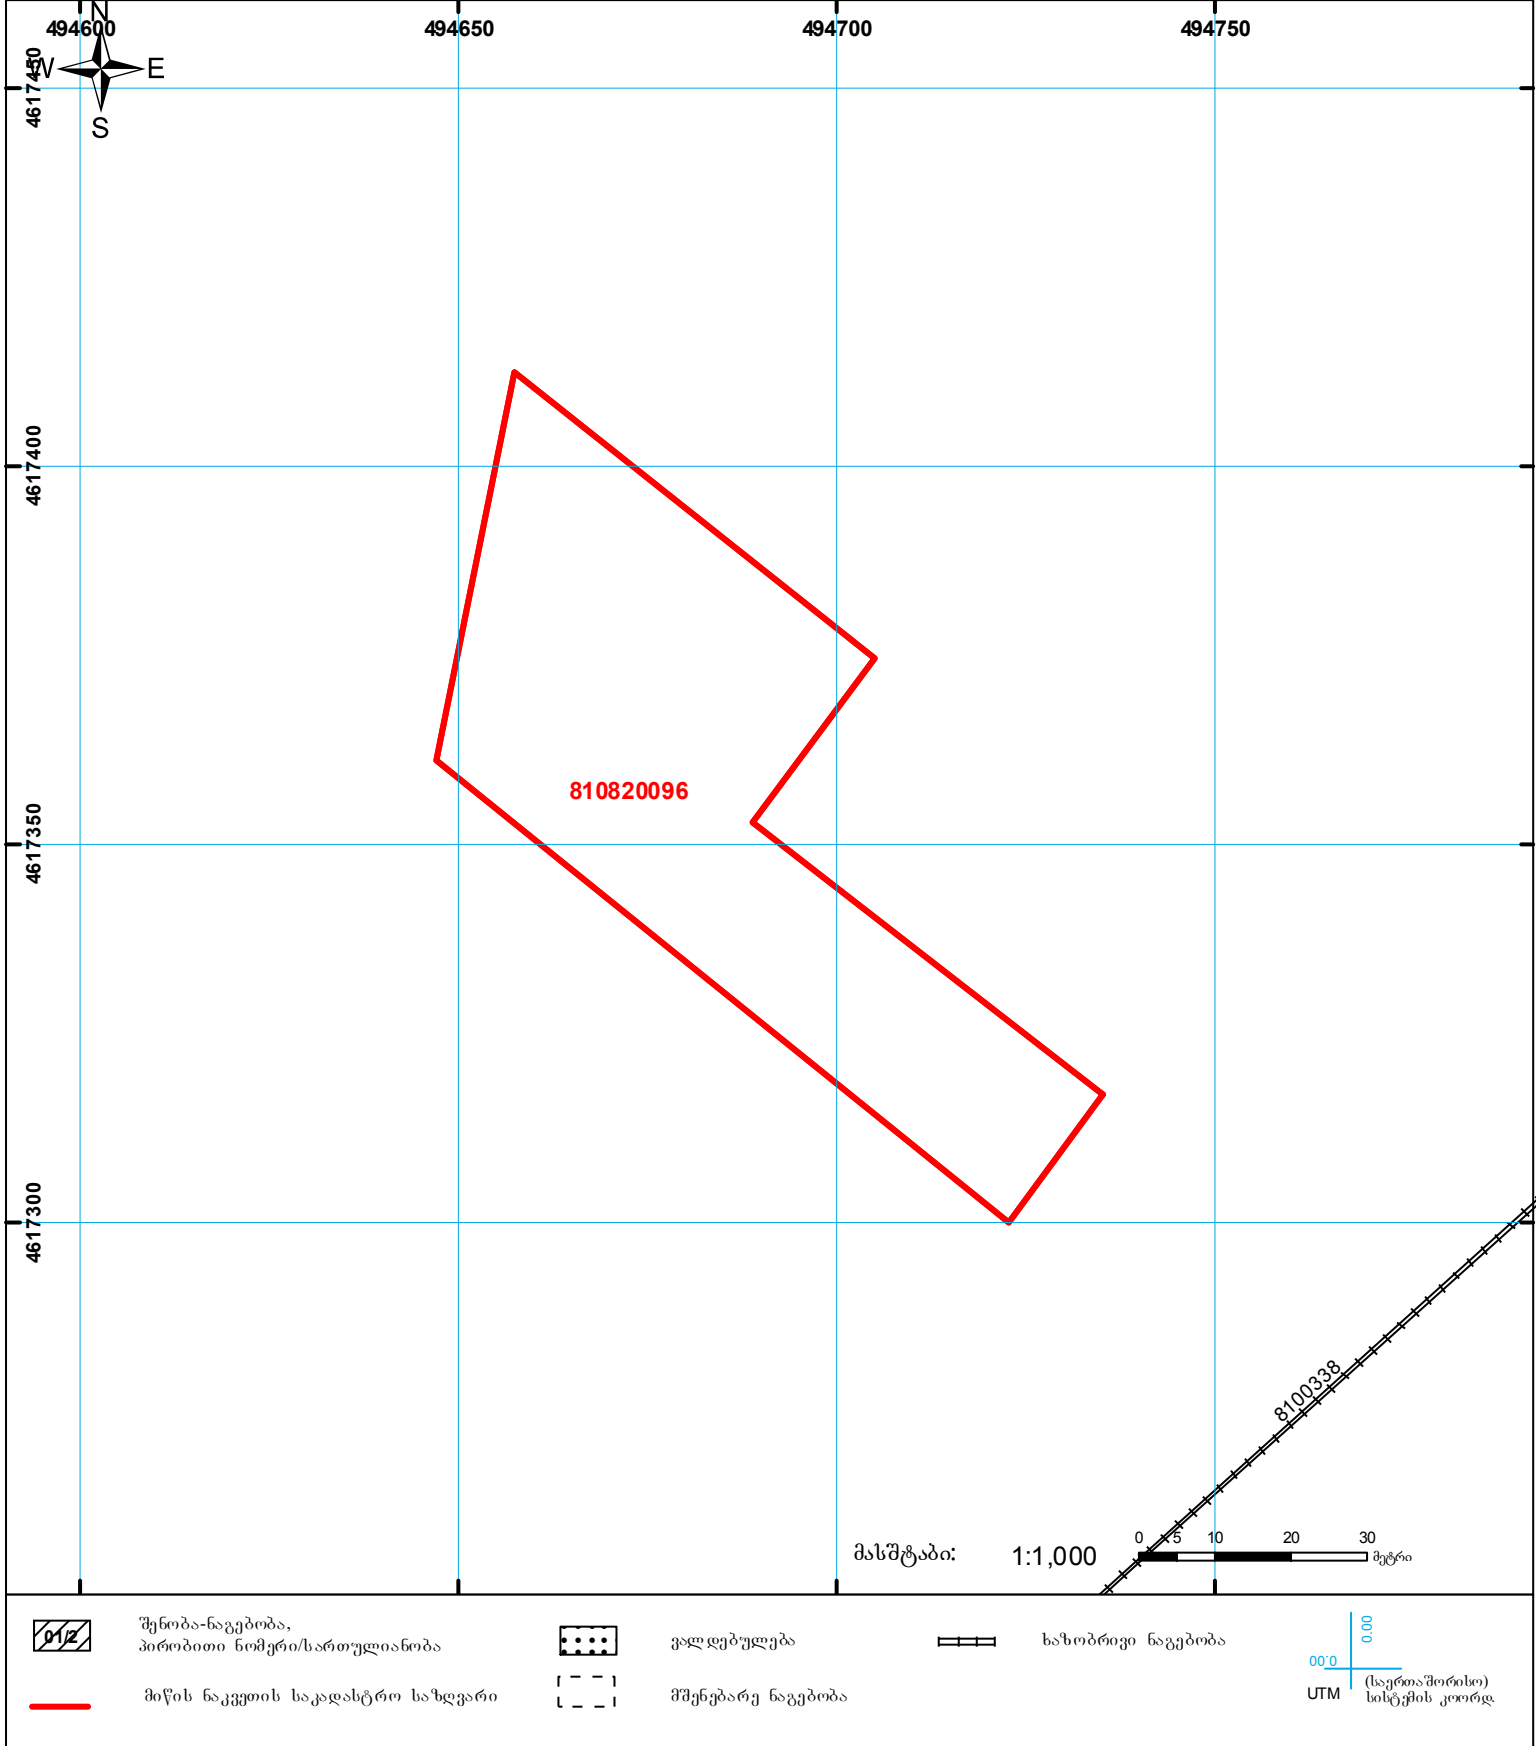 N
494600
494650
494700
494750
W
E
S
4617450
4617400
4617350
4617300
810820096
8100338
მასშტაბი:
1:1,000
0 5 10 20 30
მეტრი
01/2
შენობა-ნაგებობა,
პირობითი ნომერი/სართულიანობა
ვალდებულება
ხაზობრივი ნაგებობა
მიწის ნაკვეთის საკადასტრო საზღვარი
მშენებარე ნაგებობა
00.0
0.00
UTM
(საერთაშორისო)
სისტემის კოორდ.